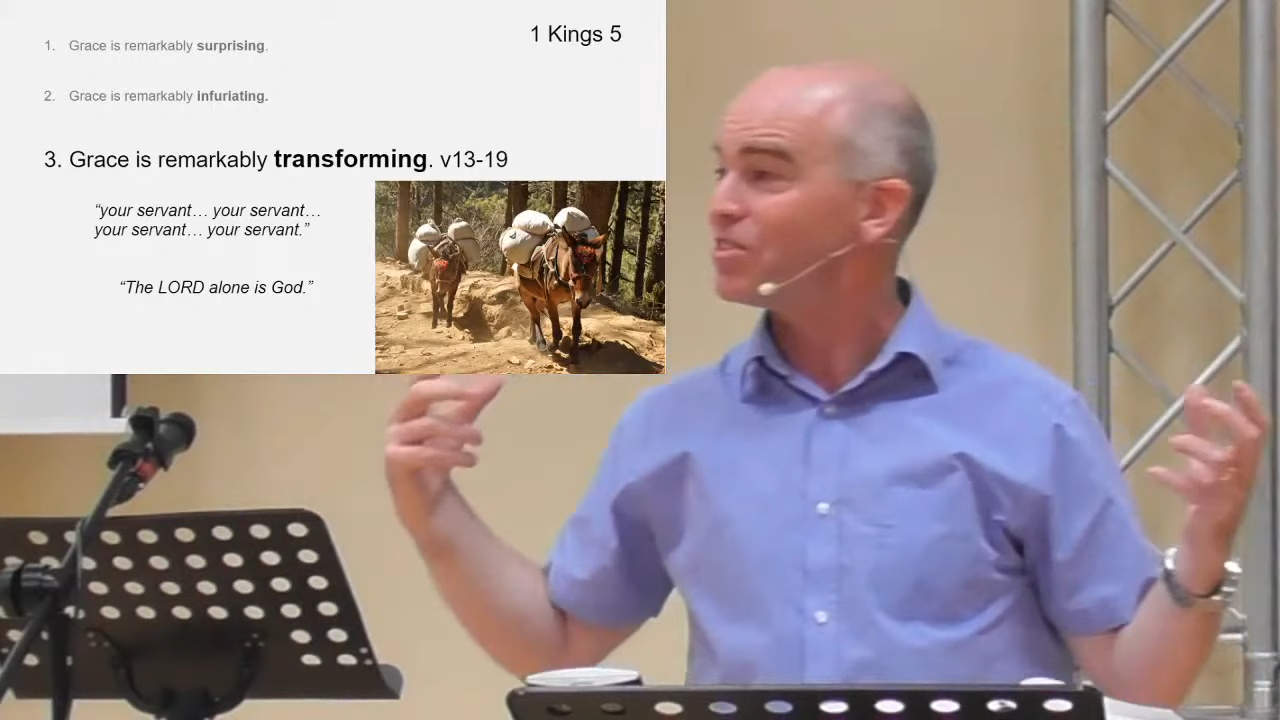 1 Kings 5
1. Grace is remarkably surprising.
2. Grace is remarkably infuriating.
3. Grace is remarkably transforming. v13-19
“your servant… your servant…
your servant… your servant.”
“The LORD alone is God.”